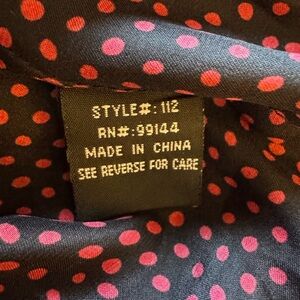 STYLE#: 112
RN#: 99144
MADE IN CHINA
SEE REVERSE FOR CARE